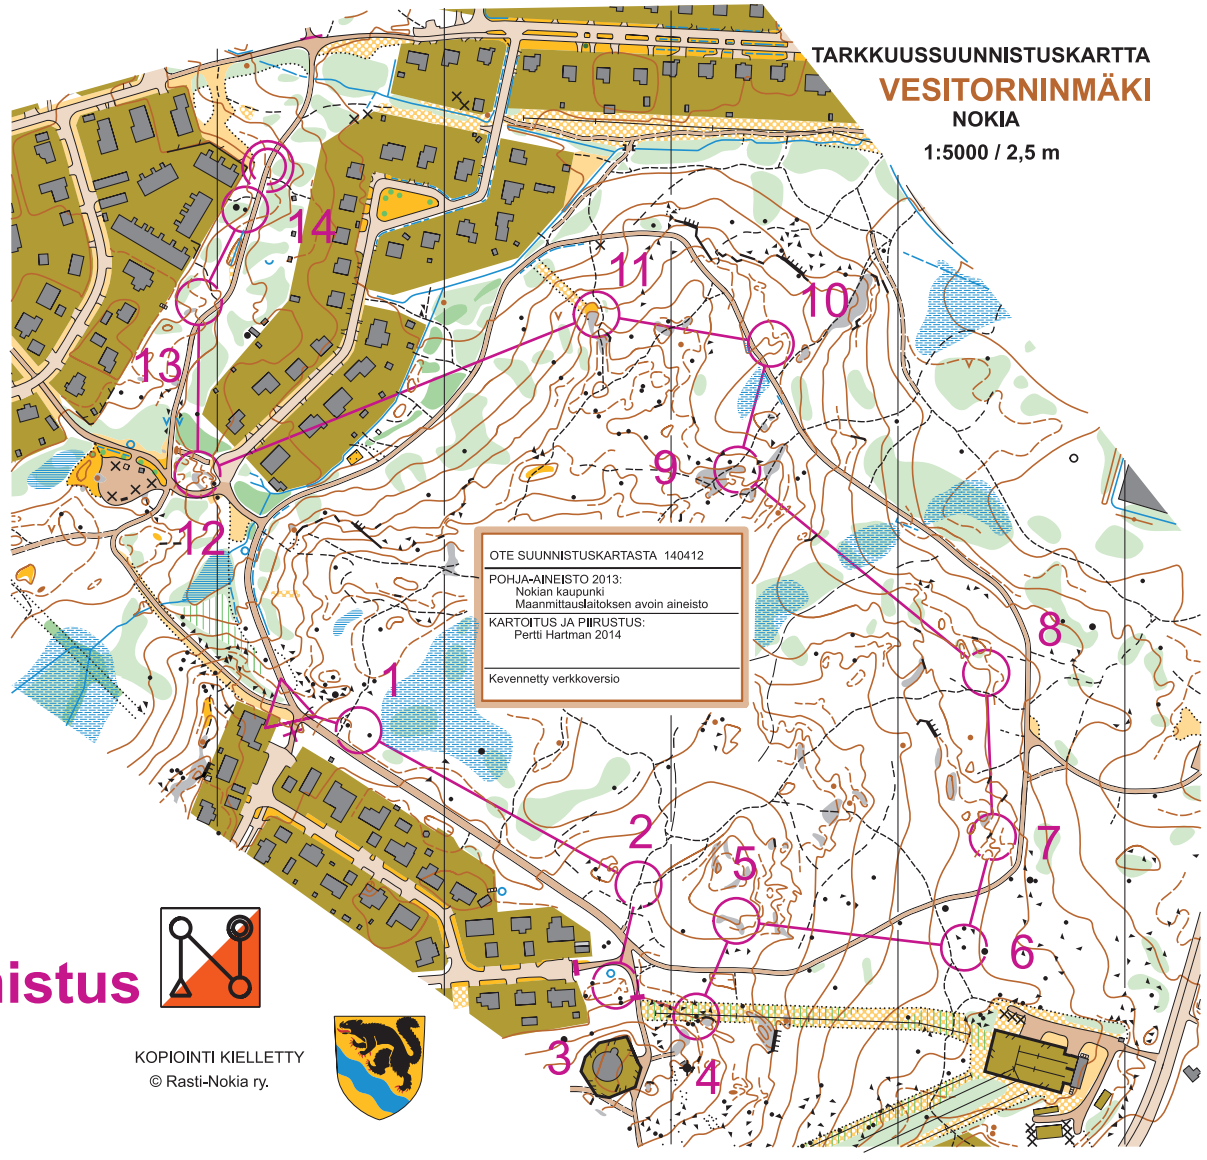 TARKKUUSSUUNNISTUSKARTTA
VESITORNINMÄKI
NOKIA
1:5000 / 2,5 m
14
11
10
13
9
12
OTE SUUNNISTUSKARTASTA 140412
POHJA-AINEISTO 2013:
Nokian kaupunki
Maanmittauslaitoksen avoin aineisto
KARTOITUS JA PIIRUSTUS:
Pertti Hartman 2014
Kevennetty verkkoversio
8
1
2
5
7
6
nistus
3
4
KOPIOINTI KIELLETTY
© Rasti-Nokia ry.